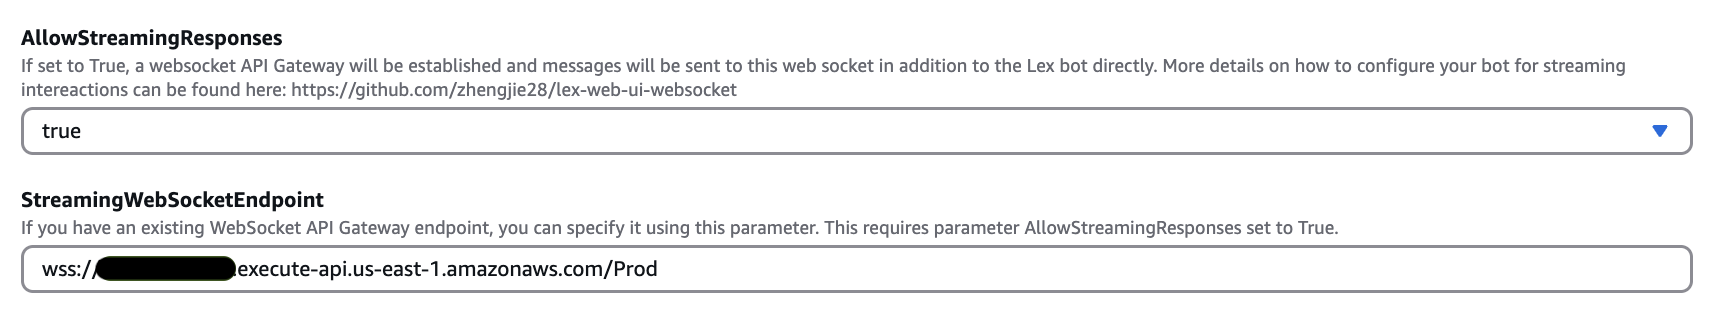 AllowStreamingResponses
If set to True, a websocket API Gateway will be established and messages will be sent to this web socket in addition to the Lex bot directly. More details on how to configure your bot for streaming
intereactions can be found here: https://github.com/zhengjie28/lex-web-ui-websocket
true
StreamingWebSocketEndpoint
If you have an existing WebSocket API Gateway endpoint, you can specify it using this parameter. This requires parameter AllowStreamingResponses set to True.
wss://.execute-api.us-east-1.amazonaws.com/Prod